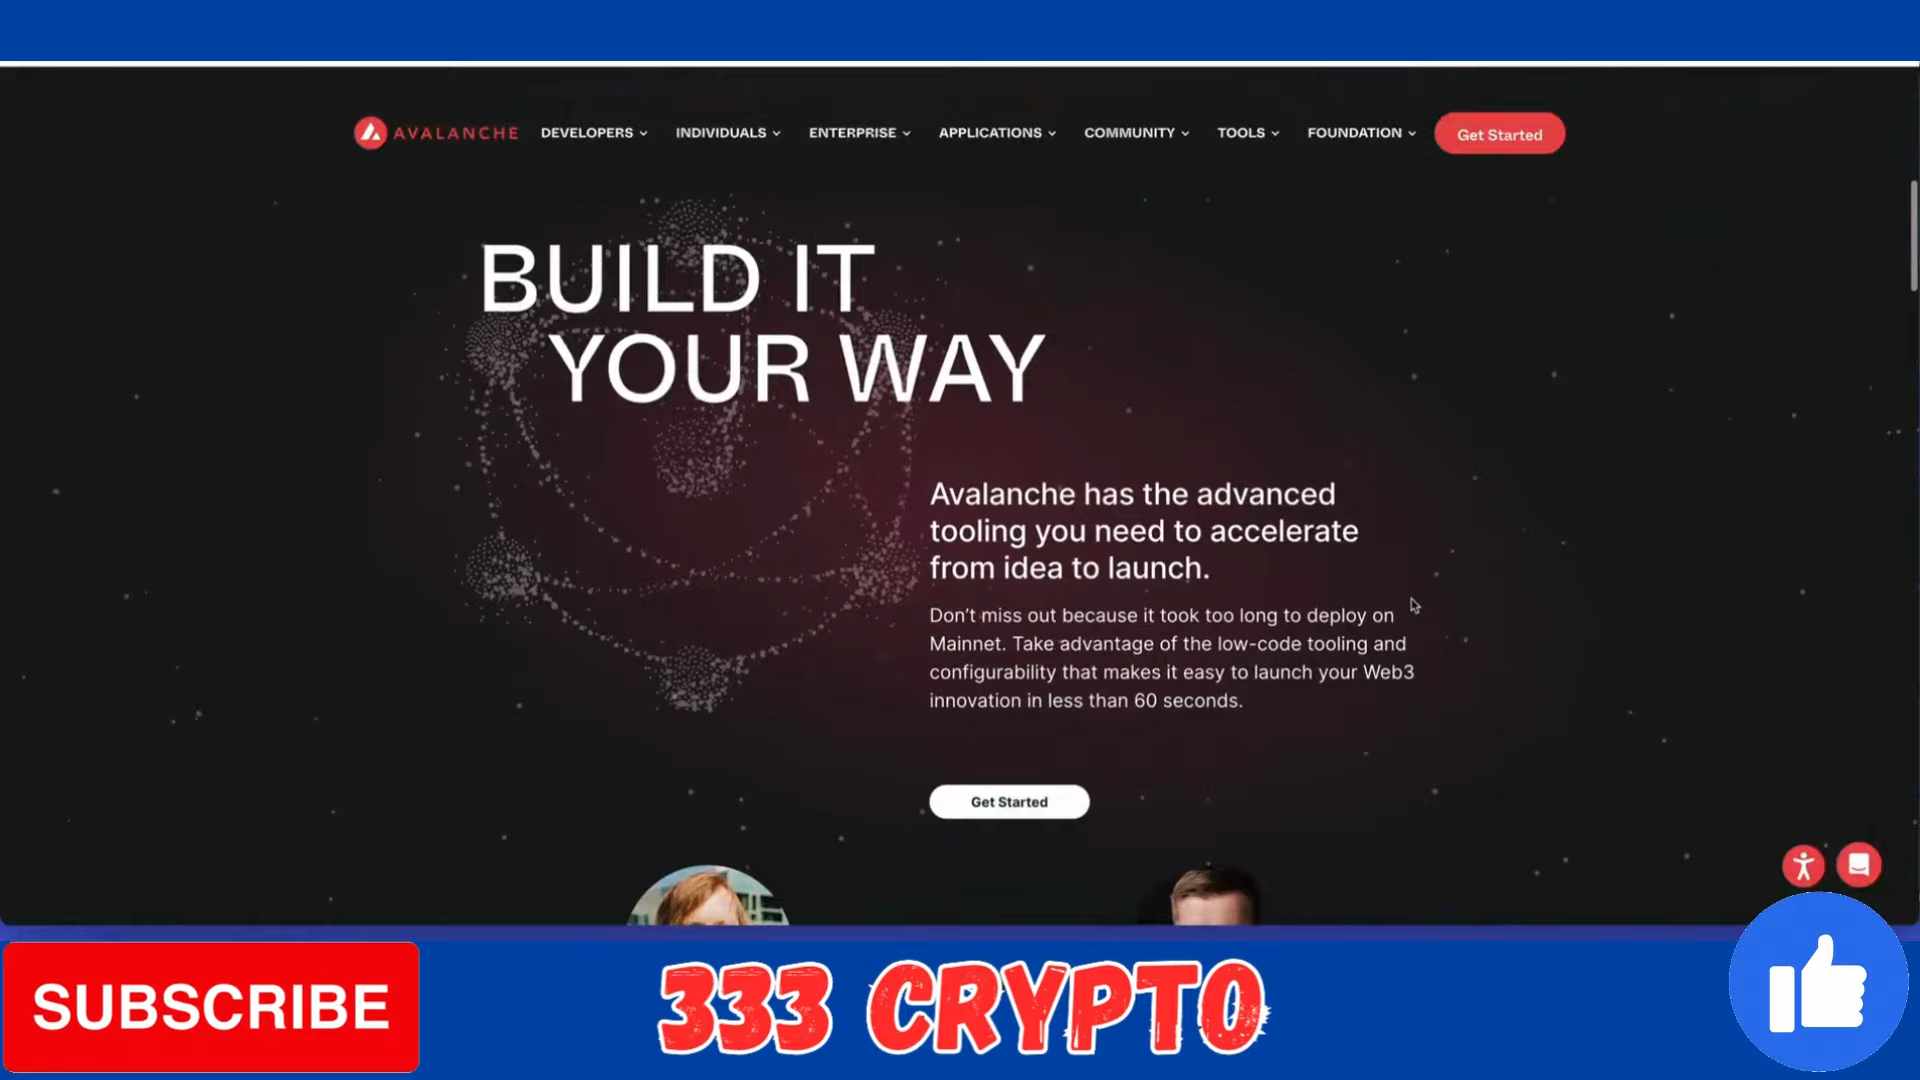 AVALANCHE DEVELOPERS INDIVIDUALS ENTERPRISE APPLICATIONS COMMUNITY TOOLS FOUNDATION Get Started
BUILD IT
YOUR WAY
Avalanche has the advanced
tooling you need to accelerate
from idea to launch.
Don’t miss out because it took too long to deploy on
Mainnet. Take advantage of the low-code tooling and
configurability that makes it easy to launch your Web3
innovation in less than 60 seconds.
Get Started
SUBSCRIBE
333 CRYPTO